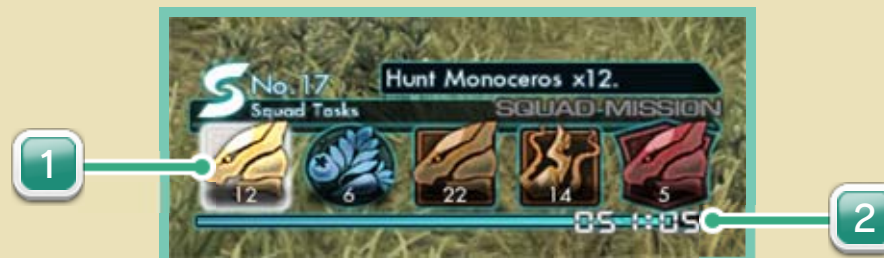 No.17
Hunt Monoceros x12.
Squad Tasks
SQUAD-MISSION
1
12
6
22
14
5
05 11:05
2